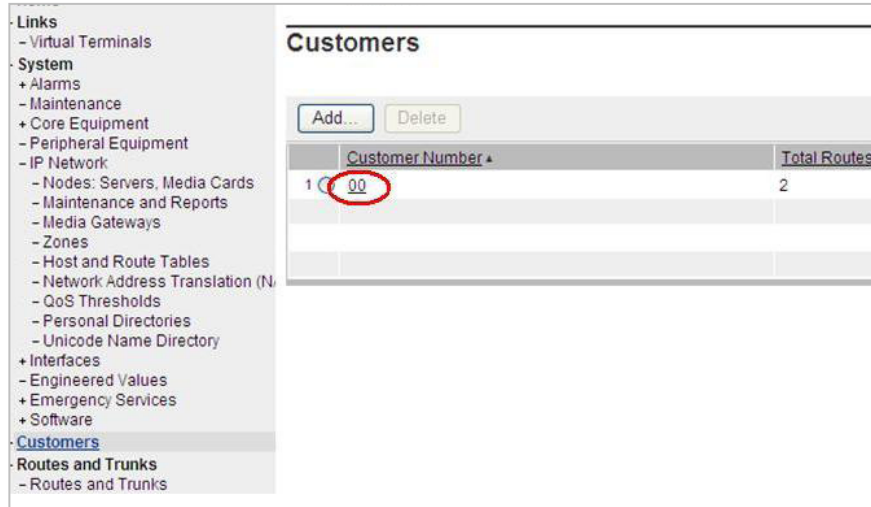 - Links
- Virtual Terminals
- System
+ Alarms
- Maintenance
+ Core Equipment
- Peripheral Equipment
- IP Network
- Nodes: Servers, Media Cards
- Maintenance and Reports
- Media Gateways
- Zones
- Host and Route Tables
- Network Address Translation (N
- QoS Thresholds
- Personal Directories
- Unicode Name Directory
+ Interfaces
- Engineered Values
+ Emergency Services
+ Software
- Customers
- Routes and Trunks
- Routes and Trunks
Customers
Add... Delete
Customer Number Total Routes
1 00 2